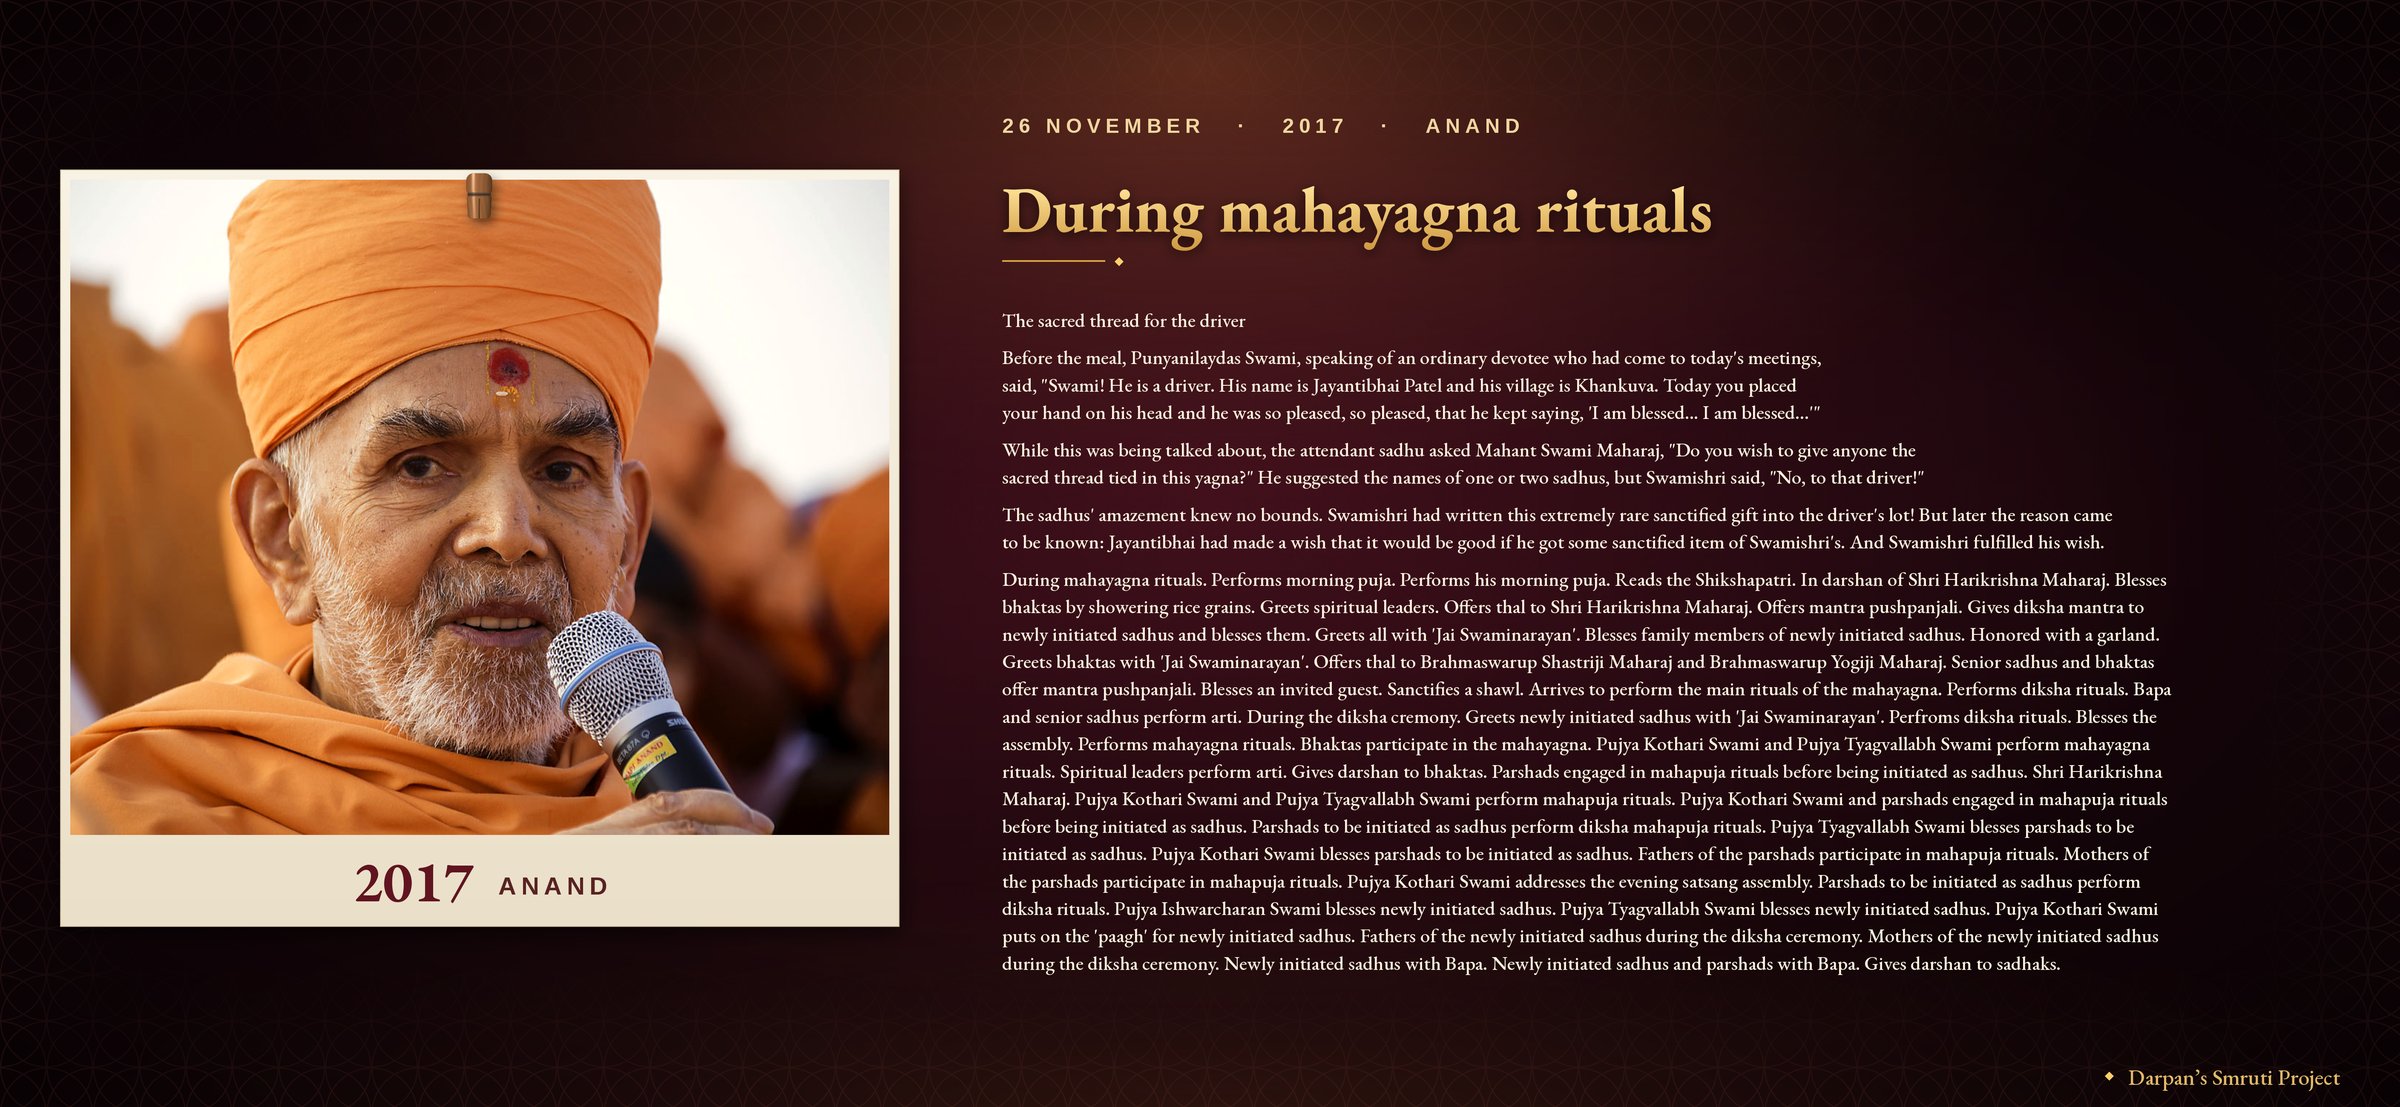 26 NOVEMBER · 2017 · ANAND
During mahayagna rituals
The sacred thread for the driver
Before the meal, Punyanilaydas Swami, speaking of an ordinary devotee who had come to today's meetings,
said, "Swami! He is a driver. His name is Jayantibhai Patel and his village is Khankuva. Today you placed
your hand on his head and he was so pleased, so pleased, that he kept saying, 'I am blessed... I am blessed...'"
While this was being talked about, the attendant sadhu asked Mahant Swami Maharaj, "Do you wish to give anyone the
sacred thread tied in this yagna?" He suggested the names of one or two sadhus, but Swamishri said, "No, to that driver!"
The sadhus' amazement knew no bounds. Swamishri had written this extremely rare sanctified gift into the driver's lot! But later the reason came
to be known: Jayantibhai had made a wish that it would be good if he got some sanctified item of Swamishri's. And Swamishri fulfilled his wish.
During mahayagna rituals. Performs morning puja. Performs his morning puja. Reads the Shikshapatri. In darshan of Shri Harikrishna Maharaj. Blesses
bhaktas by showering rice grains. Greets spiritual leaders. Offers thal to Shri Harikrishna Maharaj. Offers mantra pushpanjali. Gives diksha mantra to
newly initiated sadhus and blesses them. Greets all with 'Jai Swaminarayan'. Blesses family members of newly initiated sadhus. Honored with a garland.
Greets bhaktas with 'Jai Swaminarayan'. Offers thal to Brahmaswarup Shastriji Maharaj and Brahmaswarup Yogiji Maharaj. Senior sadhus and bhaktas
offer mantra pushpanjali. Blesses an invited guest. Sanctifies a shawl. Arrives to perform the main rituals of the mahayagna. Performs diksha rituals. Bapa
and senior sadhus perform arti. During the diksha cremony. Greets newly initiated sadhus with 'Jai Swaminarayan'. Perfroms diksha rituals. Blesses the
assembly. Performs mahayagna rituals. Bhaktas participate in the mahayagna. Pujya Kothari Swami and Pujya Tyagvallabh Swami perform mahayagna
rituals. Spiritual leaders perform arti. Gives darshan to bhaktas. Parshads engaged in mahapuja rituals before being initiated as sadhus. Shri Harikrishna
Maharaj. Pujya Kothari Swami and Pujya Tyagvallabh Swami perform mahapuja rituals. Pujya Kothari Swami and parshads engaged in mahapuja rituals
before being initiated as sadhus. Parshads to be initiated as sadhus perform diksha mahapuja rituals. Pujya Tyagvallabh Swami blesses parshads to be
initiated as sadhus. Pujya Kothari Swami blesses parshads to be initiated as sadhus. Fathers of the parshads participate in mahapuja rituals. Mothers of
the parshads participate in mahapuja rituals. Pujya Kothari Swami addresses the evening satsang assembly. Parshads to be initiated as sadhus perform
diksha rituals. Pujya Ishwarcharan Swami blesses newly initiated sadhus. Pujya Tyagvallabh Swami blesses newly initiated sadhus. Pujya Kothari Swami
puts on the 'paagh' for newly initiated sadhus. Fathers of the newly initiated sadhus during the diksha ceremony. Mothers of the newly initiated sadhus
during the diksha ceremony. Newly initiated sadhus with Bapa. Newly initiated sadhus and parshads with Bapa. Gives darshan to sadhaks.
BETA 87A
2017 ANAND
Darpan’s Smruti Project